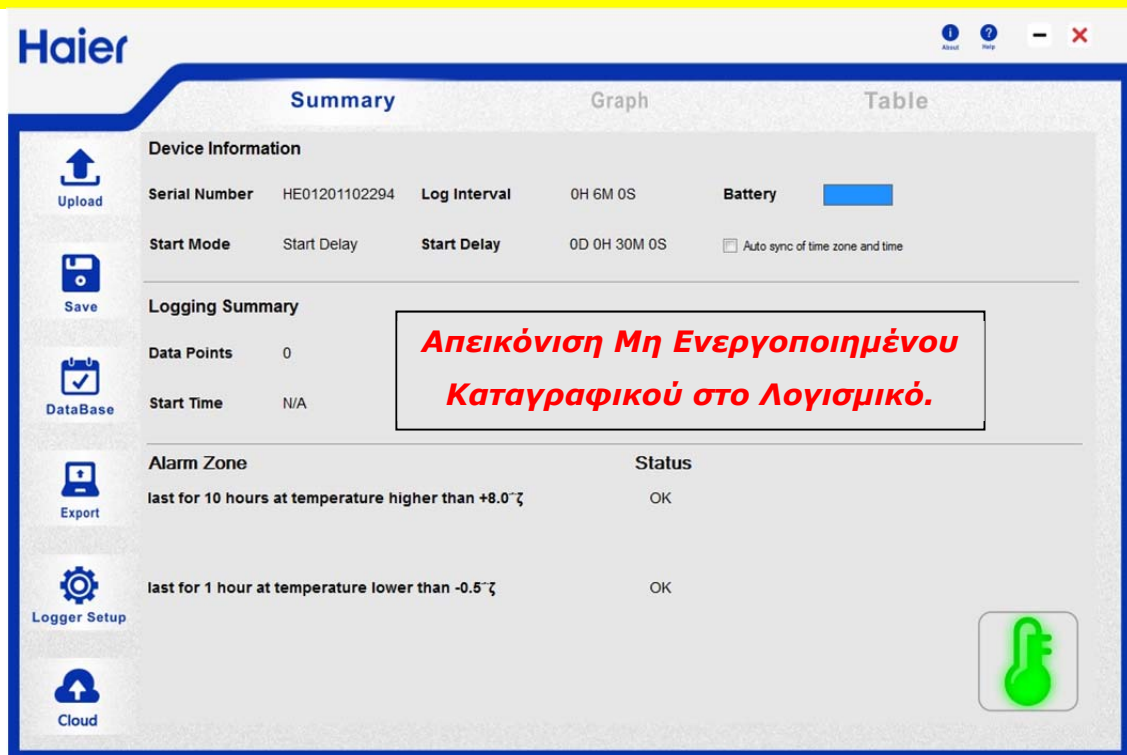 Haier
About Help
Summary Graph Table
Upload
Save
DataBase
Export
Logger Setup
Cloud
Device Information
Serial Number HE01201102294 Log Interval 0H 6M 0S Battery
Start Mode Start Delay Start Delay 0D 0H 30M 0S Auto sync of time zone and time
Logging Summary
Data Points 0
Start Time N/A
Απεικόνιση Μη Ενεργοποιημένου
Καταγραφικού στο Λογισμικό.
Alarm Zone Status
last for 10 hours at temperature higher than +8.0¨ζ OK
last for 1 hour at temperature lower than -0.5¨ζ OK